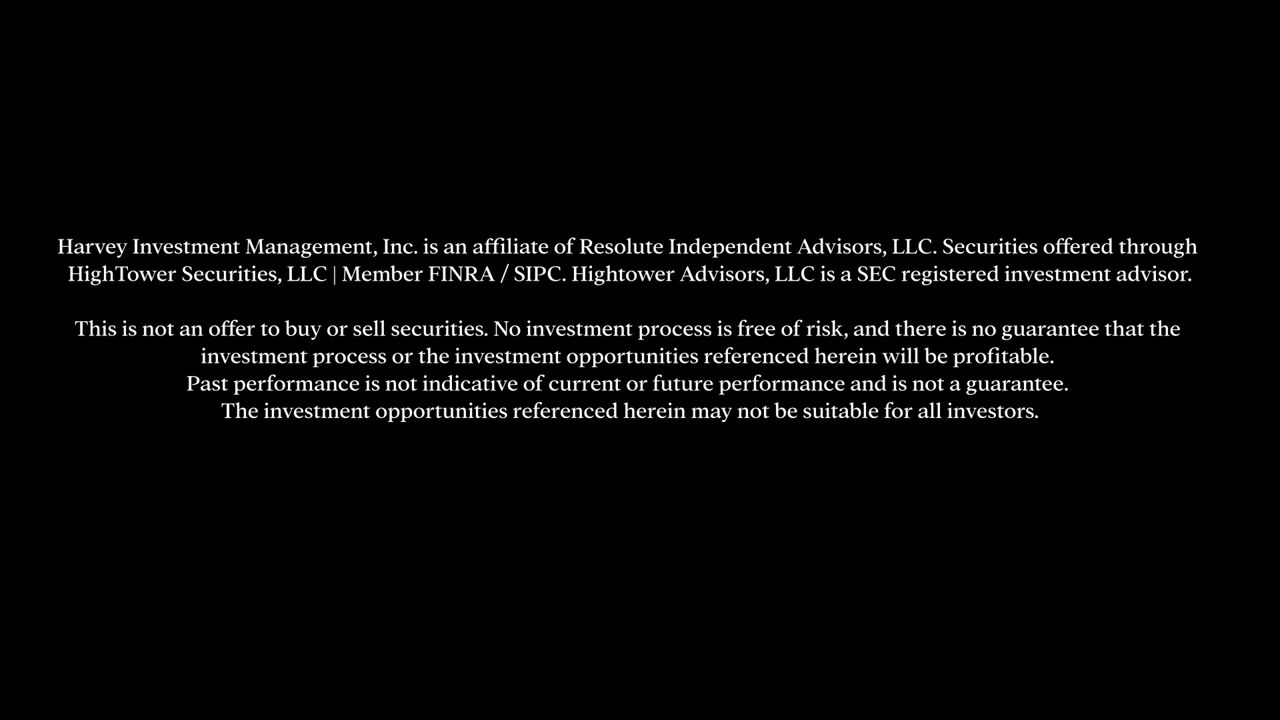 Harvey Investment Management, Inc. is an affiliate of Resolute Independent Advisors, LLC. Securities offered through
HighTower Securities, LLC | Member FINRA / SIPC. Hightower Advisors, LLC is a SEC registered investment advisor.
This is not an offer to buy or sell securities. No investment process is free of risk, and there is no guarantee that the
investment process or the investment opportunities referenced herein will be profitable.
Past performance is not indicative of current or future performance and is not a guarantee.
The investment opportunities referenced herein may not be suitable for all investors.